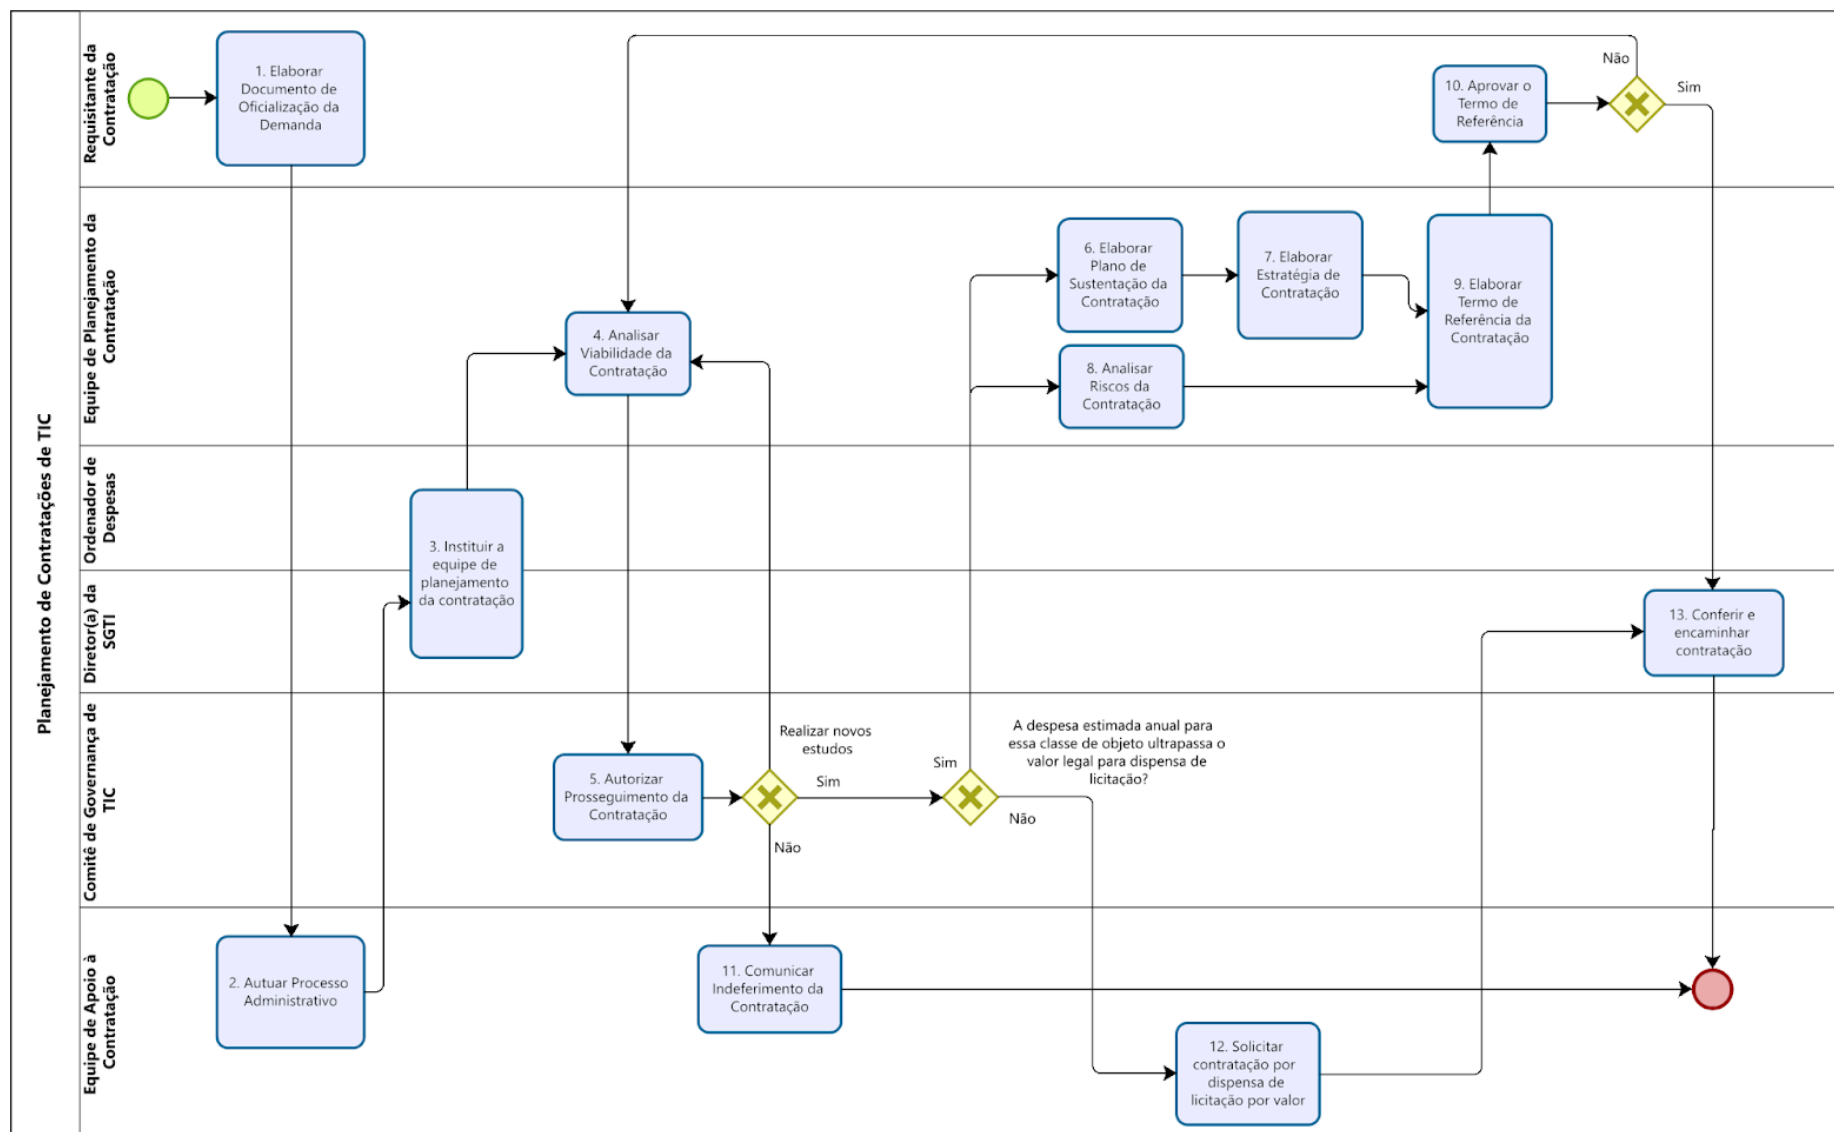 Planejamento de Contratações de TIC
Requisitante da
Contratação
1. Elaborar
Documento de
Oficialização da
Demanda
10. Aprovar o
Termo de
Referência
Não
Sim
Equipe de Planejamento da
Contratação
4. Analisar
Viabilidade da
Contratação
6. Elaborar
Plano de
Sustentação da
Contratação
7. Elaborar
Estratégia de
Contratação
8. Analisar
Riscos da
Contratação
9. Elaborar
Termo de
Referência da
Contratação
Ordenador de
Despesas
3. Instituir a
equipe de
planejamento
da contratação
Diretor(a) da
SGTI
13. Conferir e
encaminhar
contratação
Comitê de Governança de
TIC
5. Autorizar
Prosseguimento da
Contratação
Realizar novos
estudos
Sim
Não
Sim
A despesa estimada anual para
essa classe de objeto ultrapassa o
valor legal para dispensa de
licitação?
Não
Equipe de Apoio à
Contratação
2. Autuar Processo
Administrativo
11. Comunicar
Indeferimento da
Contratação
12. Solicitar
contratação por
dispensa de
licitação por valor